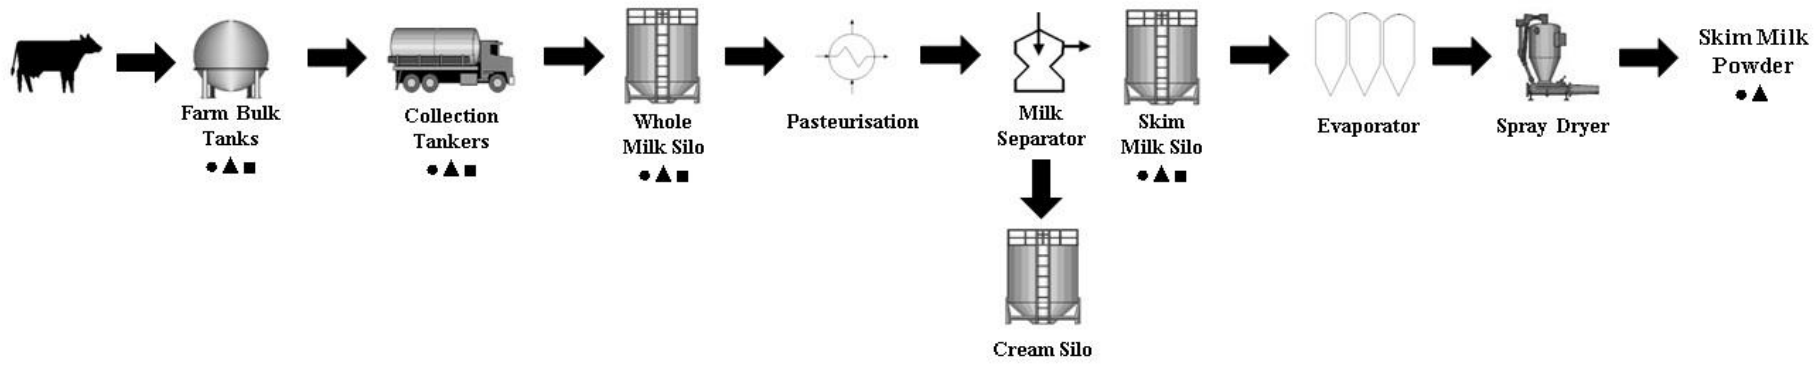 Farm Bulk
Tanks
Collection
Tankers
Whole
Milk Silo
Pasteurisation
Milk
Separator
Skim
Milk Silo
Evaporator
Spray Dryer
Skim Milk
Powder
Cream Silo